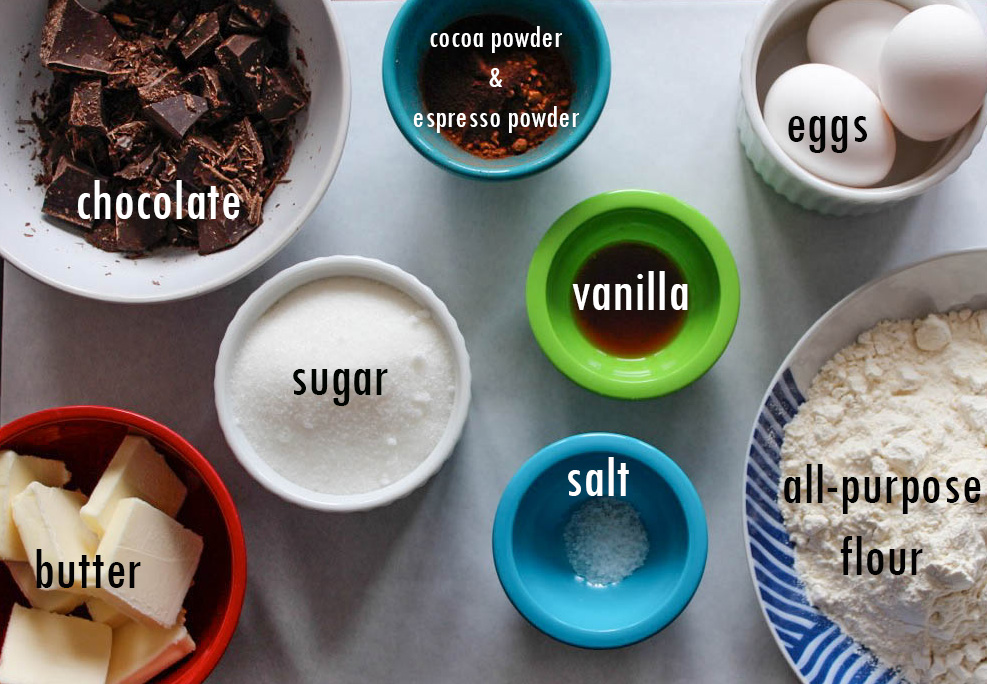 cocoa powder
&
espresso powder
eggs
chocolate
vanilla
sugar
salt
all-purpose
flour
butter